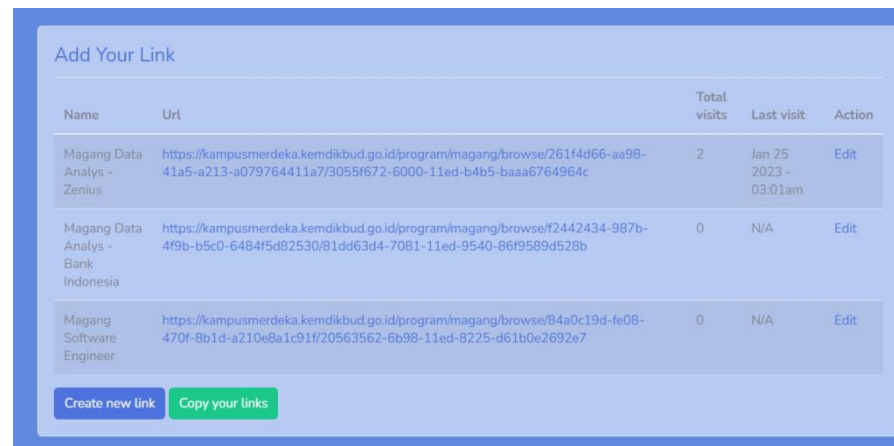 Add Your Link
Name Url Total visits Last visit Action
Magang Data https://kampusmerdeka.kemdikbud.go.id/program/magang/browse/261f4d66-aa98- 2 Jan 25 Edit
Analys - 41a5-a213-a079764411a7/3055f672-6000-11ed-b4b5-baaa6764964c 2023 -
Zenius 03:01am
Magang Data https://kampusmerdeka.kemdikbud.go.id/program/magang/browse/f2442434-987b- 0 N/A Edit
Analys - 4f9b-b5c0-6484f5d82530/81dd63d4-7081-11ed-9540-86f9589d528b
Bank
Indonesia
Magang https://kampusmerdeka.kemdikbud.go.id/program/magang/browse/84a0c19d-fe08- 0 N/A Edit
Software 470f-8b1d-a210e8a1c91f/20563562-6b98-11ed-8225-d61b0e2692e7
Engineer
Create new link Copy your links